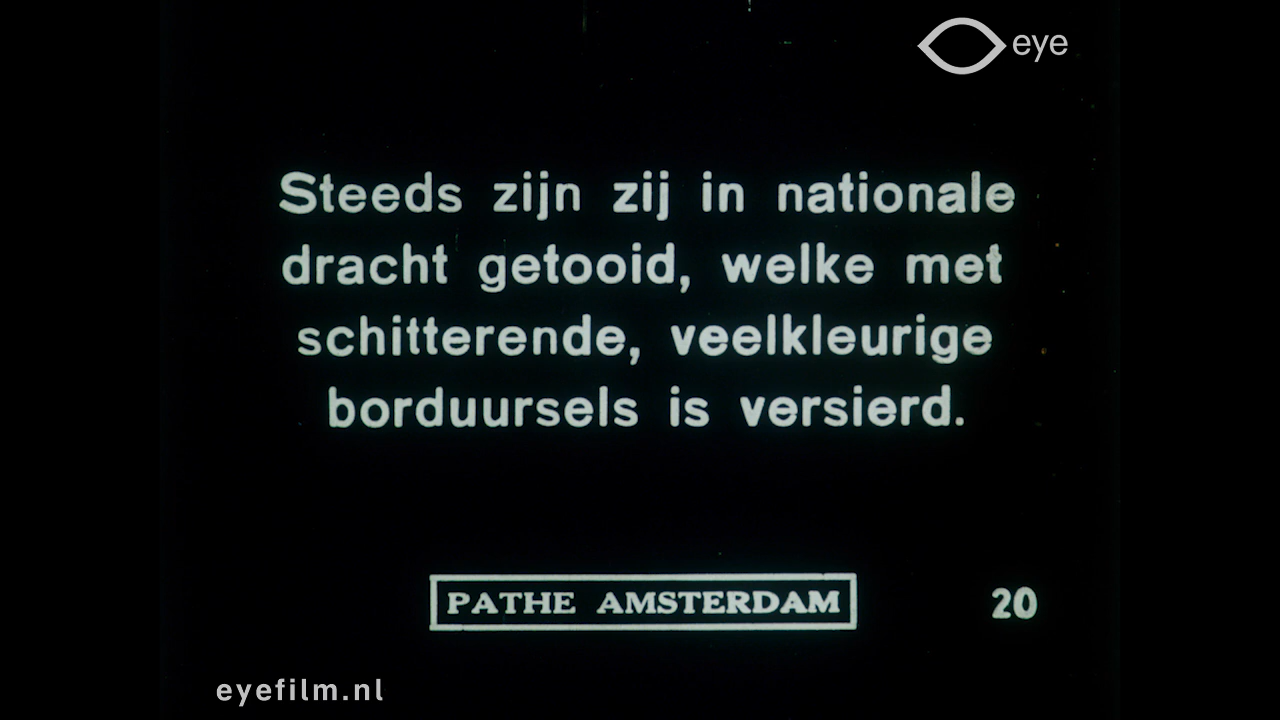 eye
Steeds zijn zij in nationale
dracht getooid, welke met
schitterende, veelkleurige
borduursels is versierd.
PATHE AMSTERDAM
20
eyefilm.nl